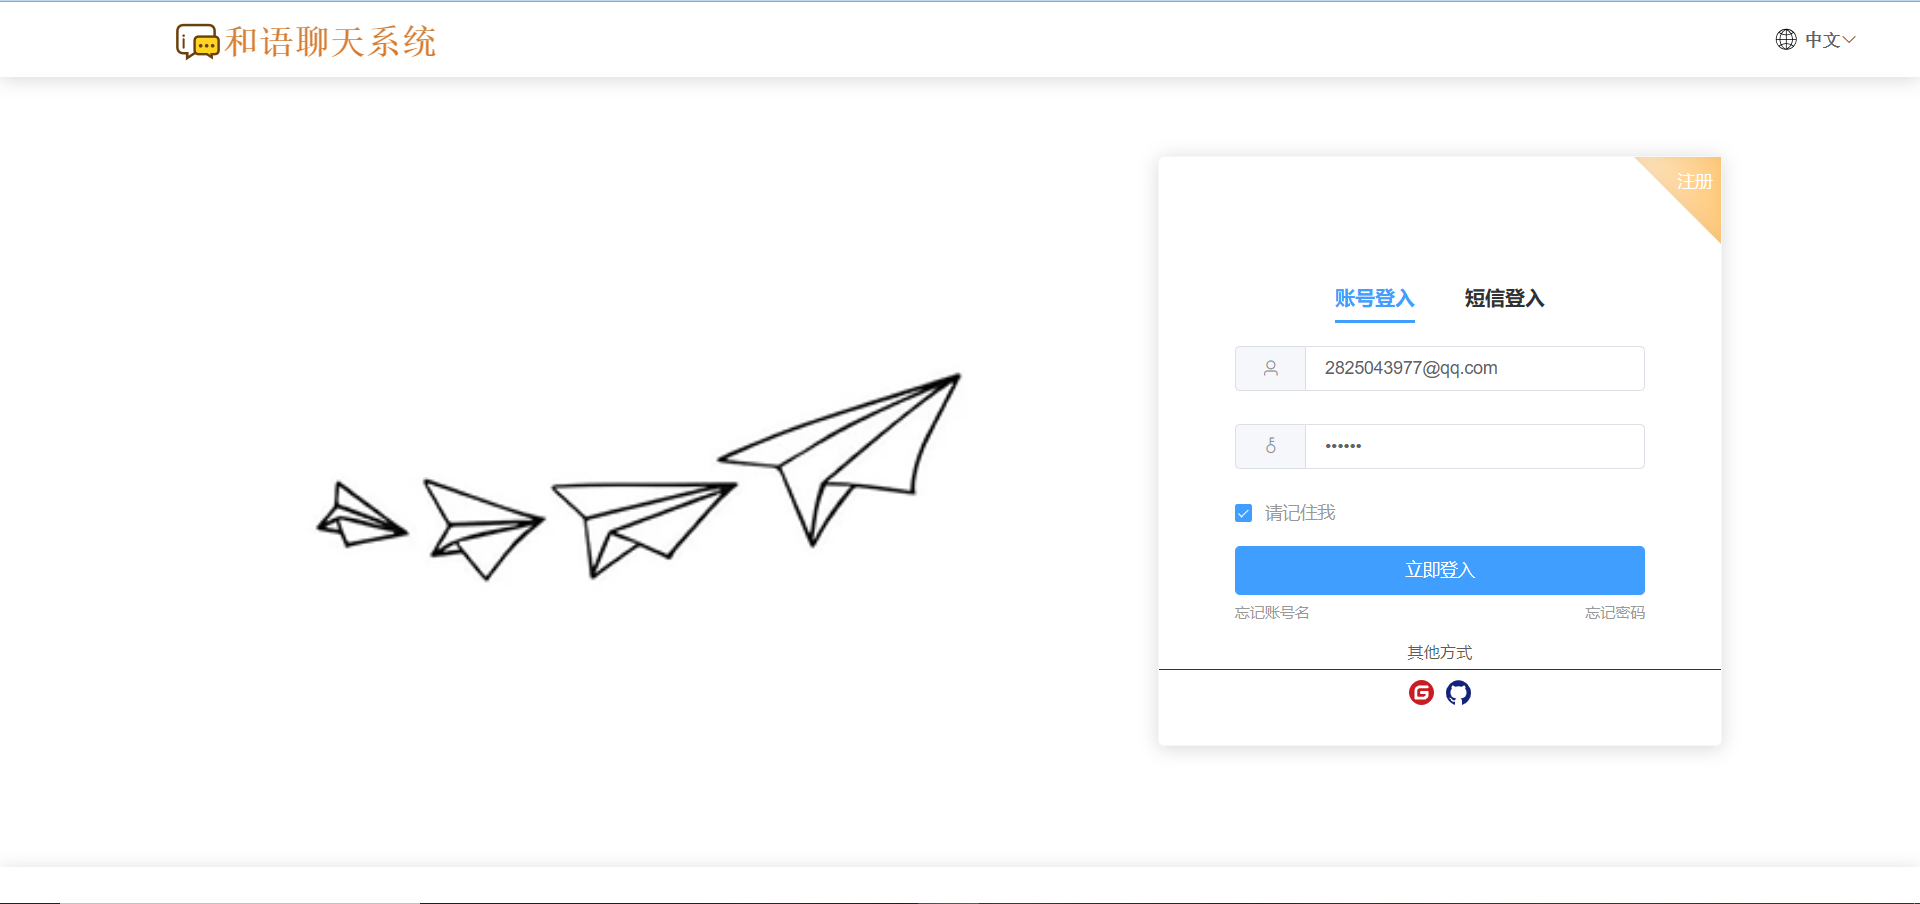 和语聊天系统
中文
注册
账号登入 短信登入
2825043977@qq.com
••••••
请记住我
立即登入
忘记账号名 忘记密码
其他方式